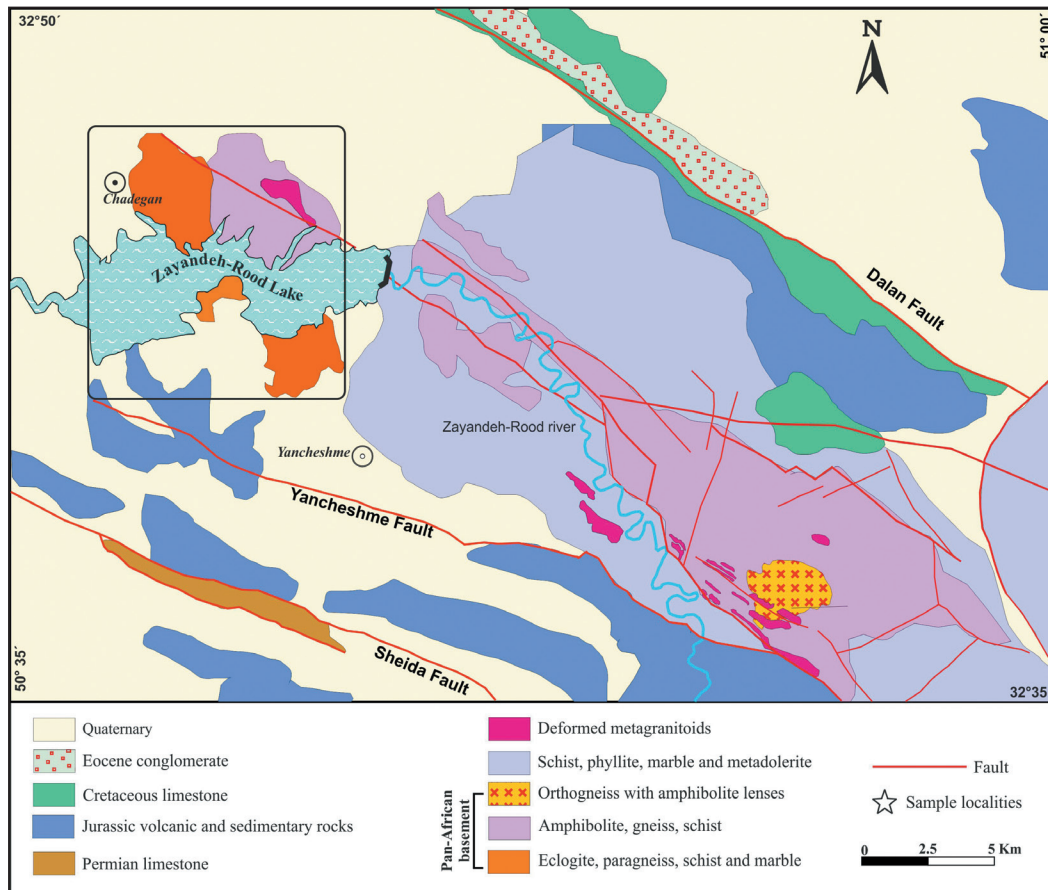 32°50´
51° 00´
N
Chadegan
Zayandeh-Rood Lake
Dalan Fault
Zayandeh-Rood river
Yancheshme
Yancheshme Fault
Sheida Fault
50° 35´
32°35
Quaternary
Eocene conglomerate
Cretaceous limestone
Jurassic volcanic and sedimentary rocks
Permian limestone
Deformed metagranitoids
Schist, phyllite, marble and metadolerite
Pan-African
basement
Orthogneiss with amphibolite lenses
Amphibolite, gneiss, schist
Eclogite, paragneiss, schist and marble
Fault
Sample localities
0 2.5 5 Km